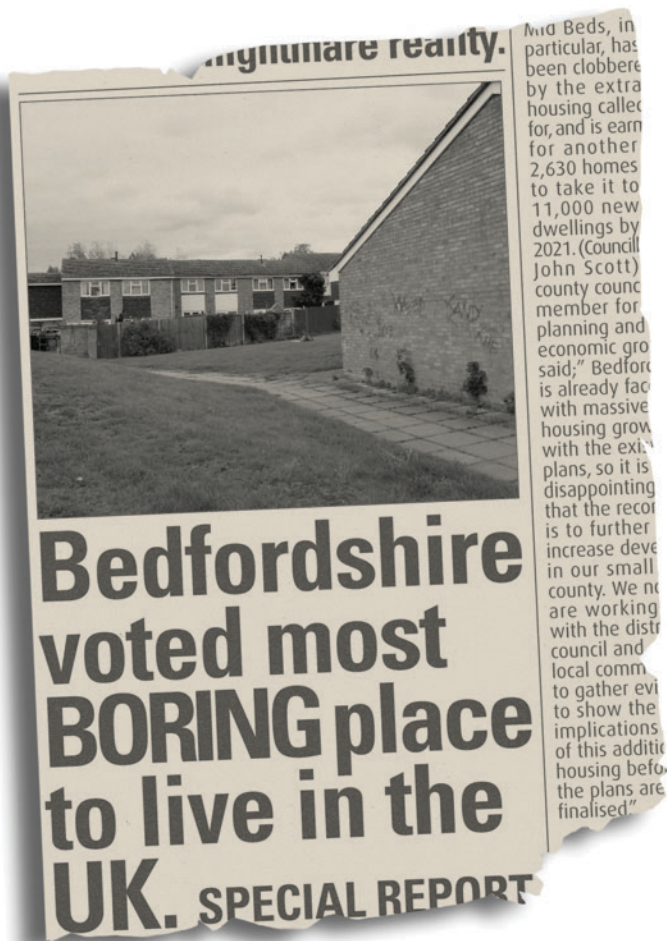 nightmare reality.
Bedfordshire
voted most
BORING place
to live in the
UK. SPECIAL REPORT
Mid Beds, in
particular, has
been clobbere
by the extra
housing called
for, and is earm
for another
2,630 homes
to take it to
11,000 new
dwellings by
2021. (Councill
John Scott)
county counc
member for
planning and
economic gro
said;" Bedford
is already fac
with massive
housing grow
with the exis
plans, so it is
disappointing
that the recor
is to further
increase deve
in our small
county. We no
are working
with the distr
council and
local comm
to gather evi
to show the
implications
of this additio
housing befo
the plans are
finalised"